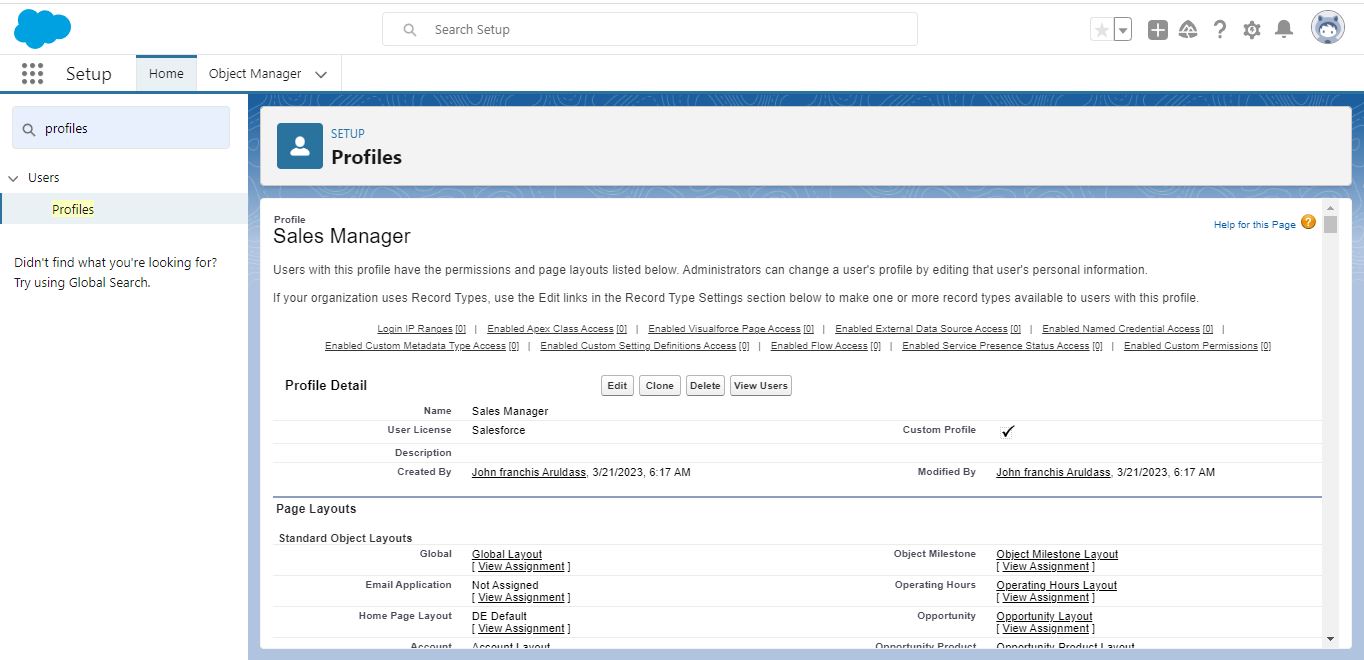 Search Setup
Setup
Home
Object Manager
profiles
Users
Profiles
Didn't find what you're looking for?
Try using Global Search.
SETUP
Profiles
Profile
Sales Manager
Help for this Page ?
Users with this profile have the permissions and page layouts listed below. Administrators can change a user's profile by editing that user's personal information.
If your organization uses Record Types, use the Edit links in the Record Type Settings section below to make one or more record types available to users with this profile.
Login IP Ranges [0] | Enabled Apex Class Access [0] | Enabled Visualforce Page Access [0] | Enabled External Data Source Access [0] | Enabled Named Credential Access [0] |
Enabled Custom Metadata Type Access [0] | Enabled Custom Setting Definitions Access [0] | Enabled Flow Access [0] | Enabled Service Presence Status Access [0] | Enabled Custom Permissions [0]
Profile Detail Edit Clone Delete View Users
Name Sales Manager
User License Salesforce Custom Profile ✓
Description
Created By John franchis Aruldass, 3/21/2023, 6:17 AM Modified By John franchis Aruldass, 3/21/2023, 6:17 AM
Page Layouts
Standard Object Layouts
Global Global Layout Object Milestone Object Milestone Layout
[ View Assignment ] [ View Assignment ]
Email Application Not Assigned Operating Hours Operating Hours Layout
[ View Assignment ] [ View Assignment ]
Home Page Layout DE Default Opportunity Opportunity Layout
[ View Assignment ] [ View Assignment ]
Account Account Layout Opportunity Product Opportunity Product Layout